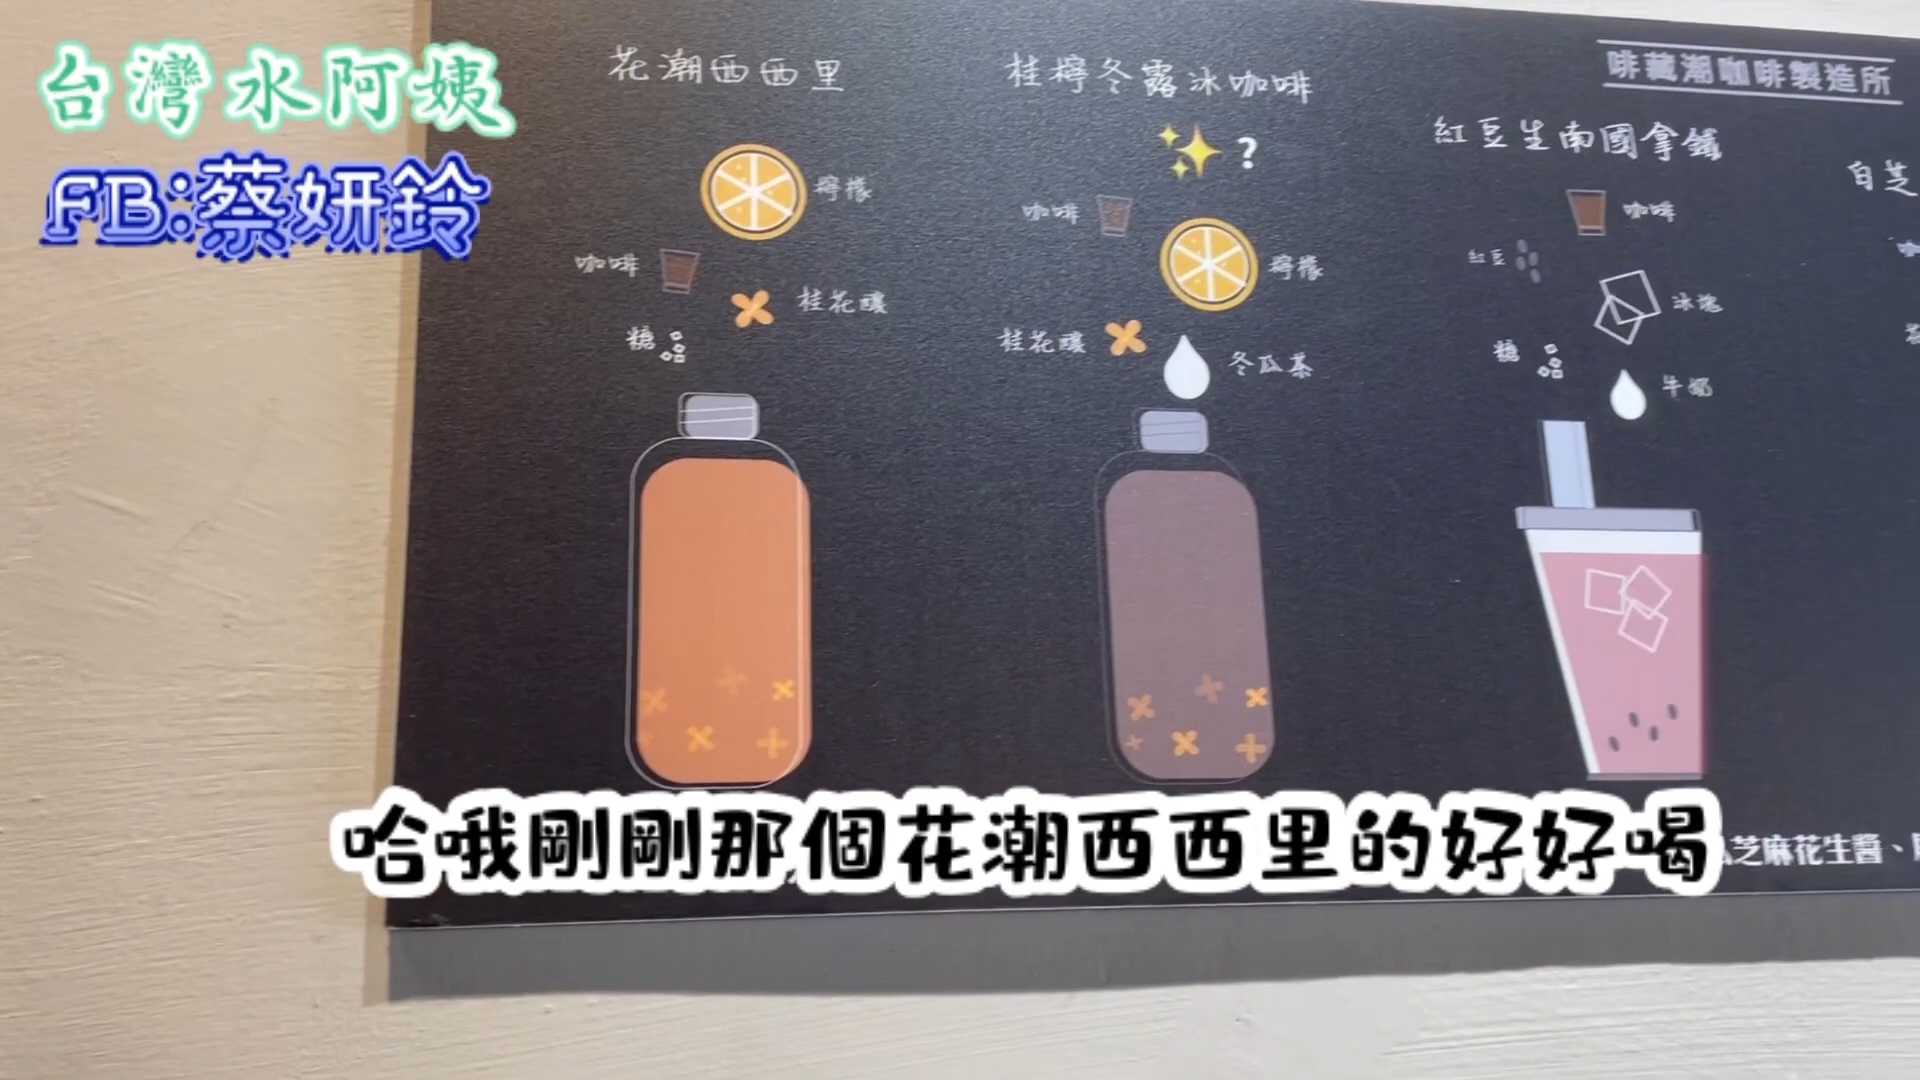 台灣水阿姨
FB:蔡妍鈴
啡藏潮咖啡製造所
花潮西西里
檸檬
咖啡
桂花釀
糖
桂檸冬露冰咖啡
?
咖啡
檸檬
桂花釀
冬瓜茶
紅豆生南國拿鐵
咖啡
紅豆
冰塊
糖
牛奶
白芝
哈哦剛剛那個花潮西西里的好好喝
芝麻花生醬、